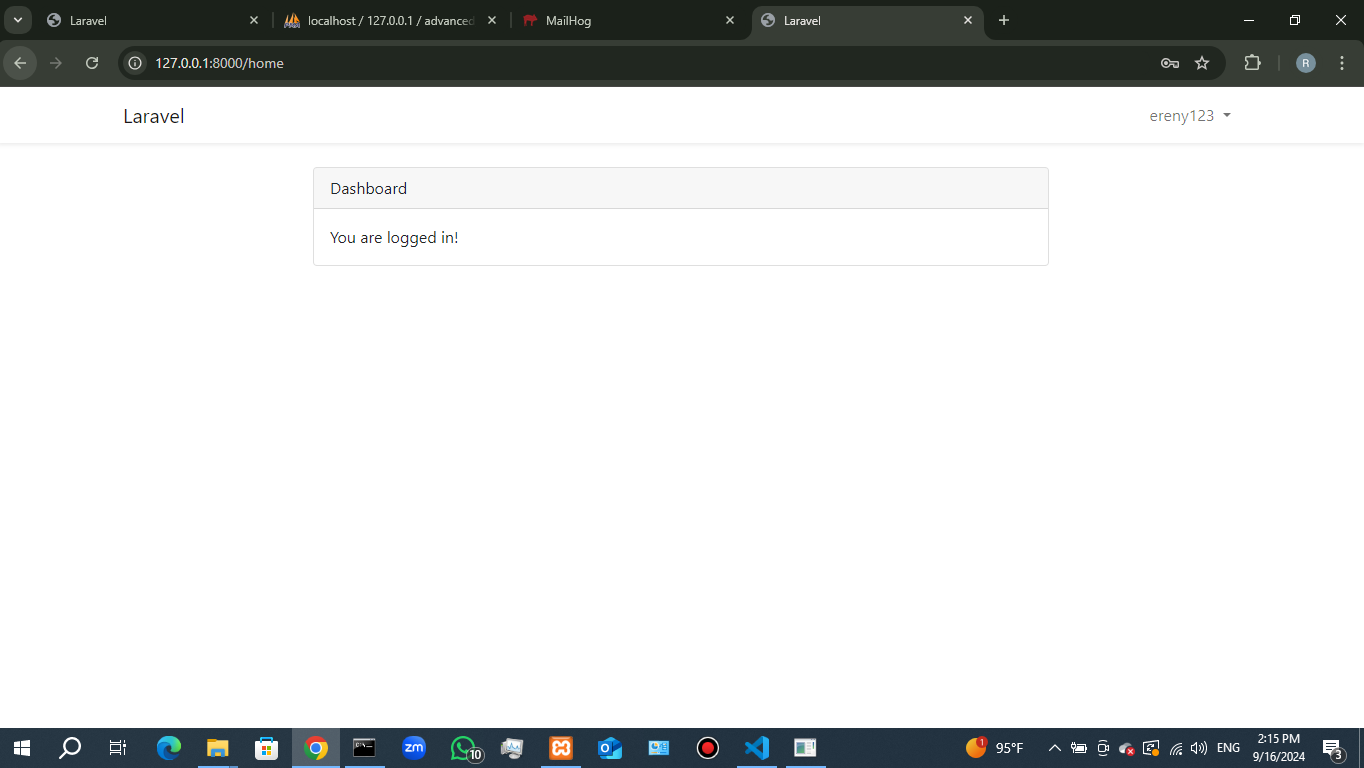 Laravel
localhost / 127.0.0.1 / advanced
MailHog
Laravel
127.0.0.1:8000/home
R
Laravel
ereny123
Dashboard
You are logged in!
zm
10
1
95°F
ENG
2:15 PM
9/16/2024
3